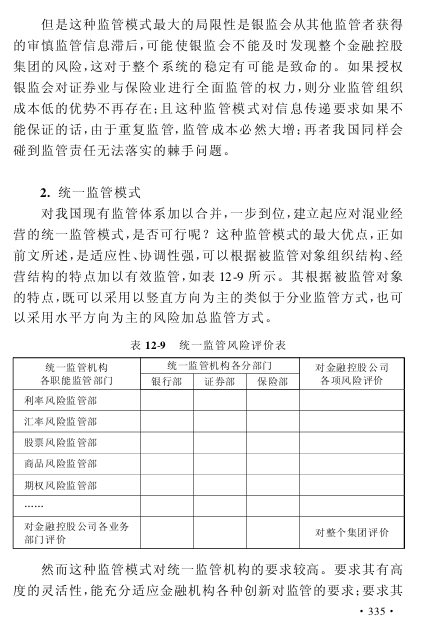 但是这种监管模式最大的局限性是银监会从其他监管者获得
的审慎监管信息滞后,可能使银监会不能及时发现整个金融控股
集团的风险,这对于整个系统的稳定有可能是致命的。如果授权
银监会对证券业与保险业进行全面监管的权力,则分业监管组织
成本低的优势不再存在;且这种监管模式对信息传递要求如果不
能保证的话,由于重复监管,监管成本必然大增;再者我国同样会
碰到监管责任无法落实的棘手问题。
2. 统一监管模式
对我国现有监管体系加以合并,一步到位,建立起应对混业经
营的统一监管模式,是否可行呢？这种监管模式的最大优点,正如
前文所述,是适应性、协调性强,可以根据被监管对象组织结构、经
营结构的特点加以有效监管,如表 12-9 所示。其根据被监管对象
的特点,既可以采用以竖直方向为主的类似于分业监管方式,也可
以采用水平方向为主的风险加总监管方式。
表 12-9 统一监管风险评价表
统一监管机构
各职能监管部门
统一监管机构各分部门
银行部 证券部 保险部
对金融控股公司
各项风险评价
利率风险监管部
汇率风险监管部
股票风险监管部
商品风险监管部
期权风险监管部
……
对金融控股公司各业务
部门评价
对整个集团评价
然而这种监管模式对统一监管机构的要求较高。要求其有高
度的灵活性,能充分适应金融机构各种创新对监管的要求;要求其
·335·